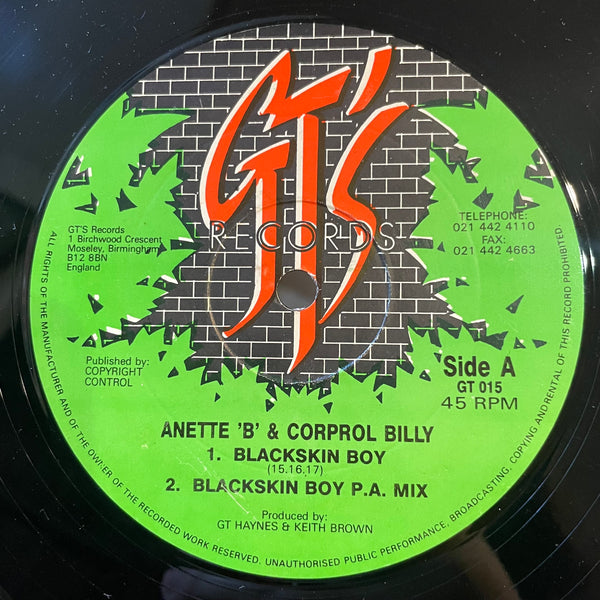 GT'S
RECORDS
GT'S Records
1 Birchwood Crescent
Moseley, Birmingham
B12 8BN
England
TELEPHONE:
021 442 4110
FAX:
021 442 4663
Published by:
COPYRIGHT
CONTROL
Side A
GT 015
45 RPM
ANETTE 'B' & CORPROL BILLY
1. BLACKSKIN BOY
(15.16.17)
2. BLACKSKIN BOY P.A. MIX
Produced by:
GT HAYNES & KEITH BROWN
ALL RIGHTS OF THE MANUFACTURER AND OF THE OWNER OF THE RECORDED WORK RESERVED. UNAUTHORISED PUBLIC PERFORMANCE, BROADCASTING. COPYING AND RENTAL OF THIS RECORD PROHIBITED.